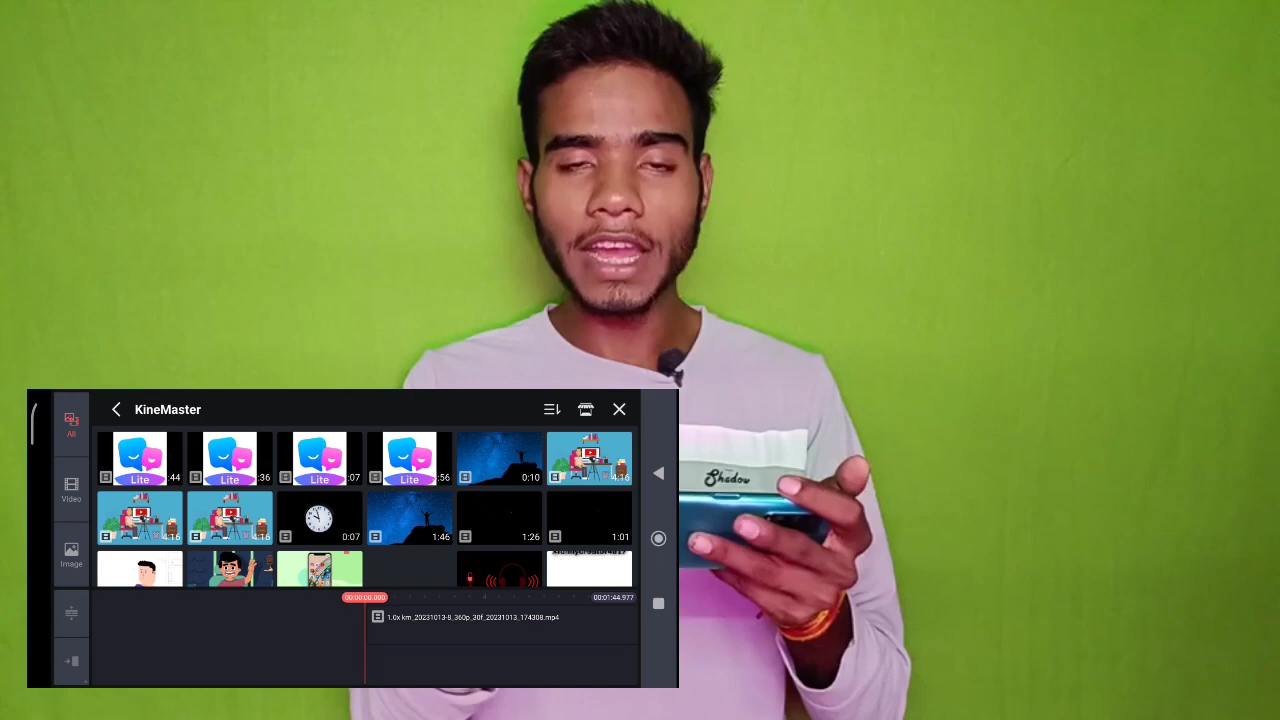 KineMaster
All
Video
Image
Lite
:44
Lite
:36
Lite
:07
Lite
:56
0:10
4:16
4:16
4:16
0:07
1:46
1:26
1:01
00:00:00.000
00:01:44.977
1.0x km_20231013-8_360p_30f_20231013_174308.mp4
Shadow